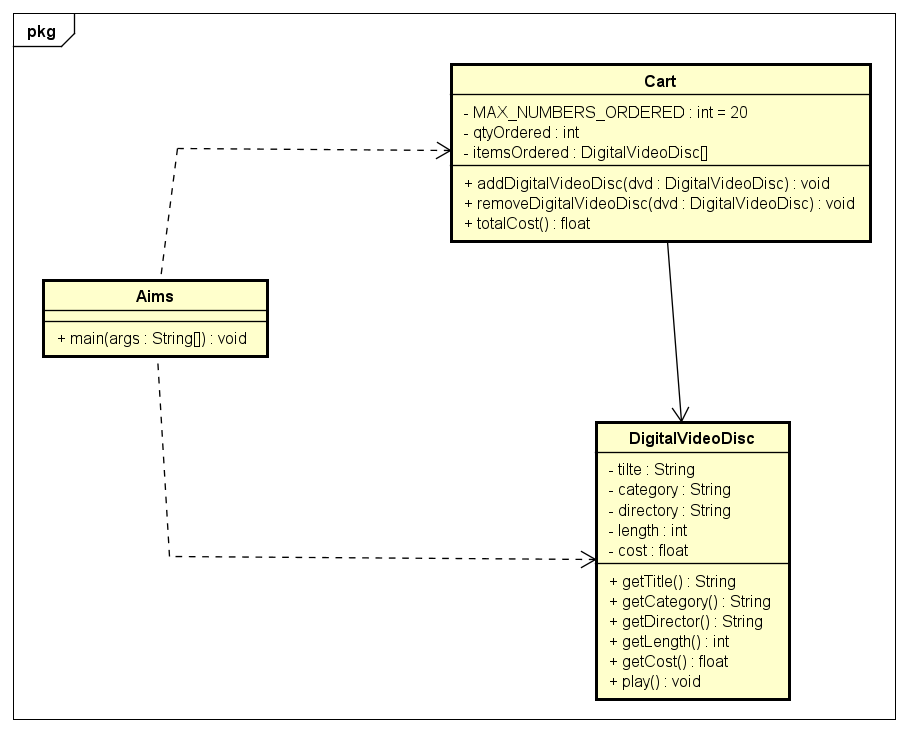 pkg
Cart
- MAX_NUMBERS_ORDERED : int = 20
- qtyOrdered : int
- itemsOrdered : DigitalVideoDisc[]
+ addDigitalVideoDisc(dvd : DigitalVideoDisc) : void
+ removeDigitalVideoDisc(dvd : DigitalVideoDisc) : void
+ totalCost() : float
Aims
+ main(args : String[]) : void
DigitalVideoDisc
- tilte : String
- category : String
- directory : String
- length : int
- cost : float
+ getTitle() : String
+ getCategory() : String
+ getDirector() : String
+ getLength() : int
+ getCost() : float
+ play() : void